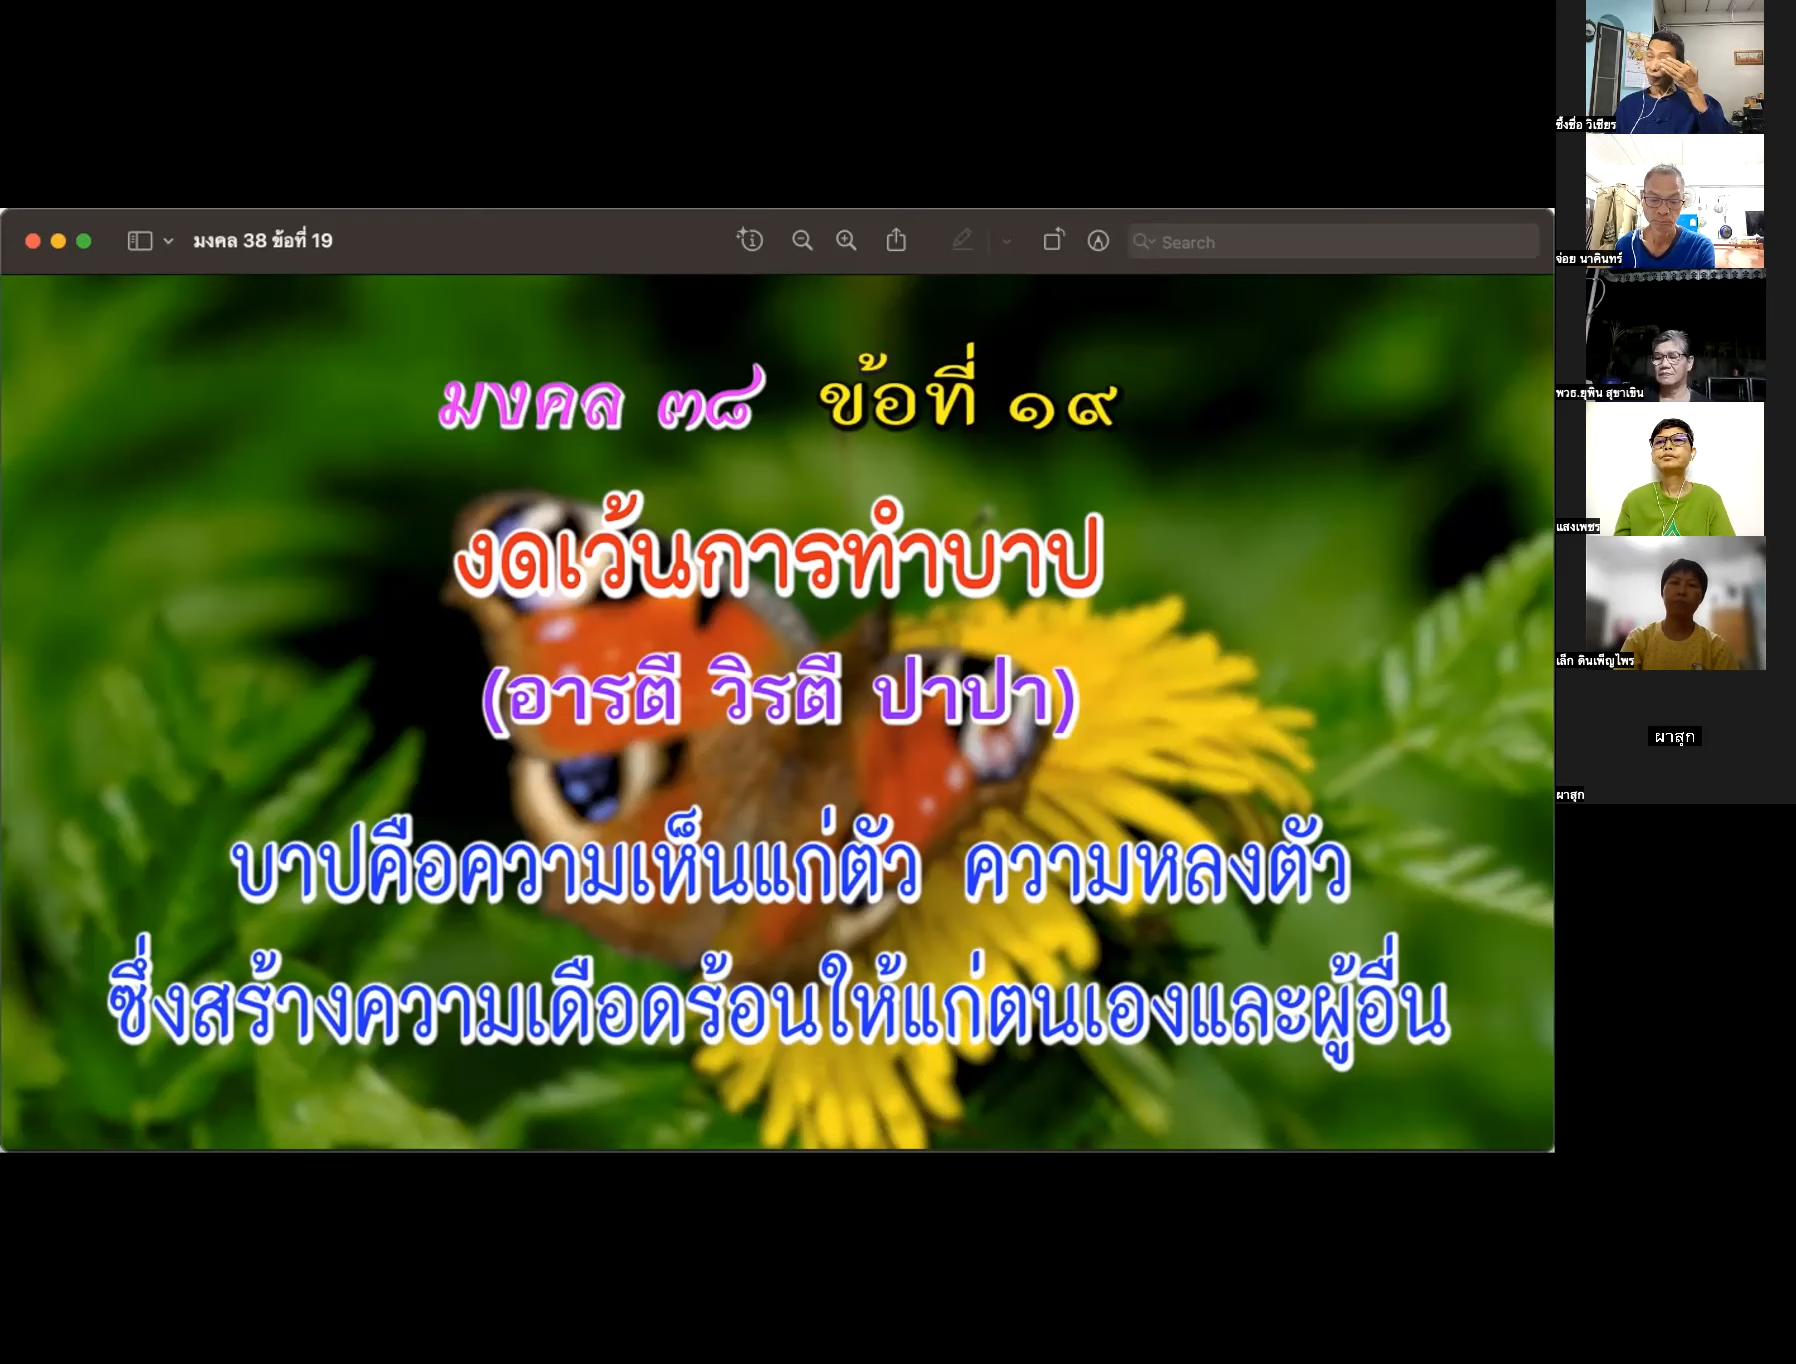 มงคล 38 ข้อที่ 19
Search
มงคล ๓๘ ข้อที่ ๑๙
งดเว้นการทำบาป
(อารตี วิรตี ปาปา)
บาปคือความเห็นแก่ตัว ความหลงตัว
ซึ่งสร้างความเดือดร้อนให้แก่ตนเองและผู้อื่น
ซึ้งซื่อ วิเชียร
จ่อย นาคินทร์
พวธ.ยุพิน สุขาเขิน
แสงเพชร
เล็ก ดินเพ็ญไพร
ผาสุก
ผาสุก